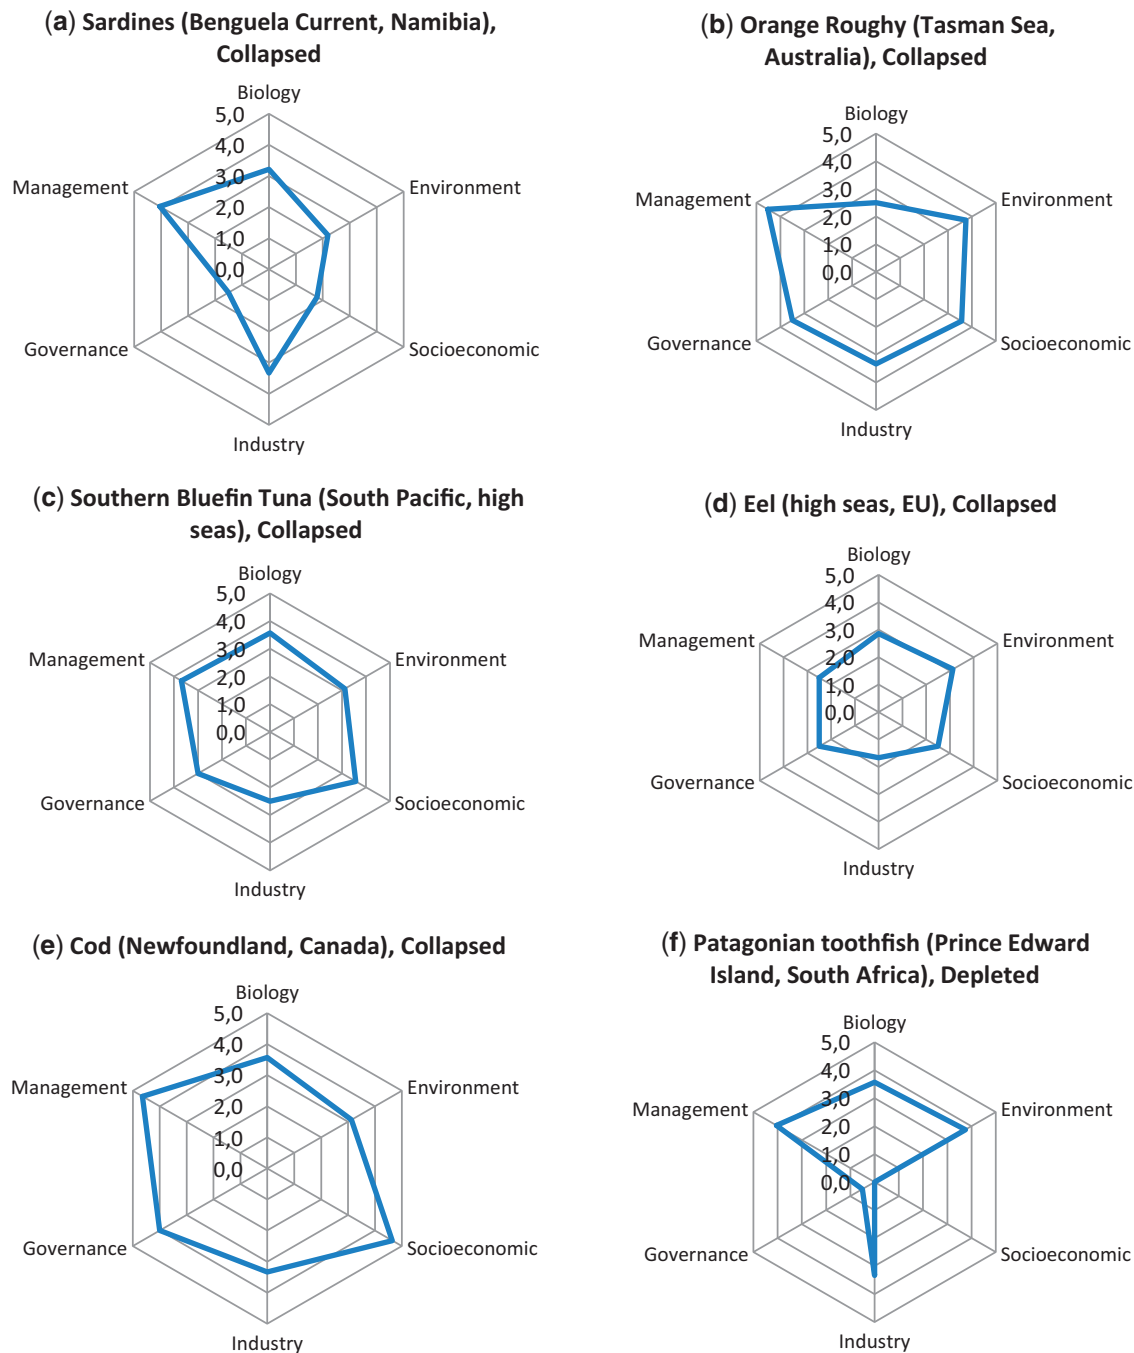 (a) Sardines (Benguela Current, Namibia),
Collapsed
Biology
5,0
4,0
3,0
2,0
1,0
0,0
Management
Environment
Governance
Socioeconomic
Industry
(b) Orange Roughy (Tasman Sea,
Australia), Collapsed
Biology
5,0
4,0
3,0
2,0
1,0
0,0
Management
Environment
Governance
Socioeconomic
Industry
(c) Southern Bluefin Tuna (South Pacific, high
seas), Collapsed
Biology
5,0
4,0
3,0
2,0
1,0
0,0
Management
Environment
Governance
Socioeconomic
Industry
(d) Eel (high seas, EU), Collapsed
Biology
5,0
4,0
3,0
2,0
1,0
0,0
Management
Environment
Governance
Socioeconomic
Industry
(e) Cod (Newfoundland, Canada), Collapsed
Biology
5,0
4,0
3,0
2,0
1,0
0,0
Management
Environment
Governance
Socioeconomic
Industry
(f) Patagonian toothfish (Prince Edward
Island, South Africa), Depleted
Biology
5,0
4,0
3,0
2,0
1,0
0,0
Management
Environment
Governance
Socioeconomic
Industry